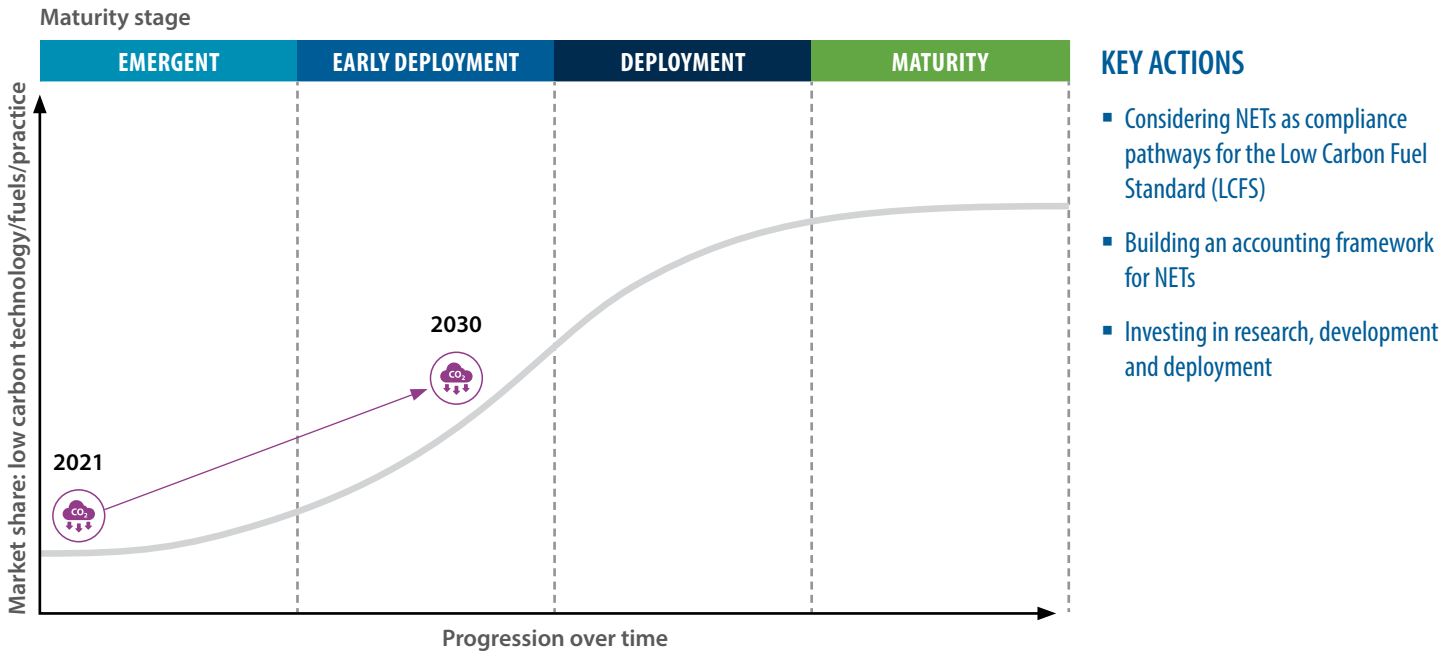 Maturity stage
EMERGENT
EARLY DEPLOYMENT
DEPLOYMENT
MATURITY
Market share: low carbon technology/fuels/practice
2021
CO₂
2030
CO₂
Progression over time
KEY ACTIONS
▪ Considering NETs as compliance
pathways for the Low Carbon Fuel
Standard (LCFS)
▪ Building an accounting framework
for NETs
▪ Investing in research, development
and deployment